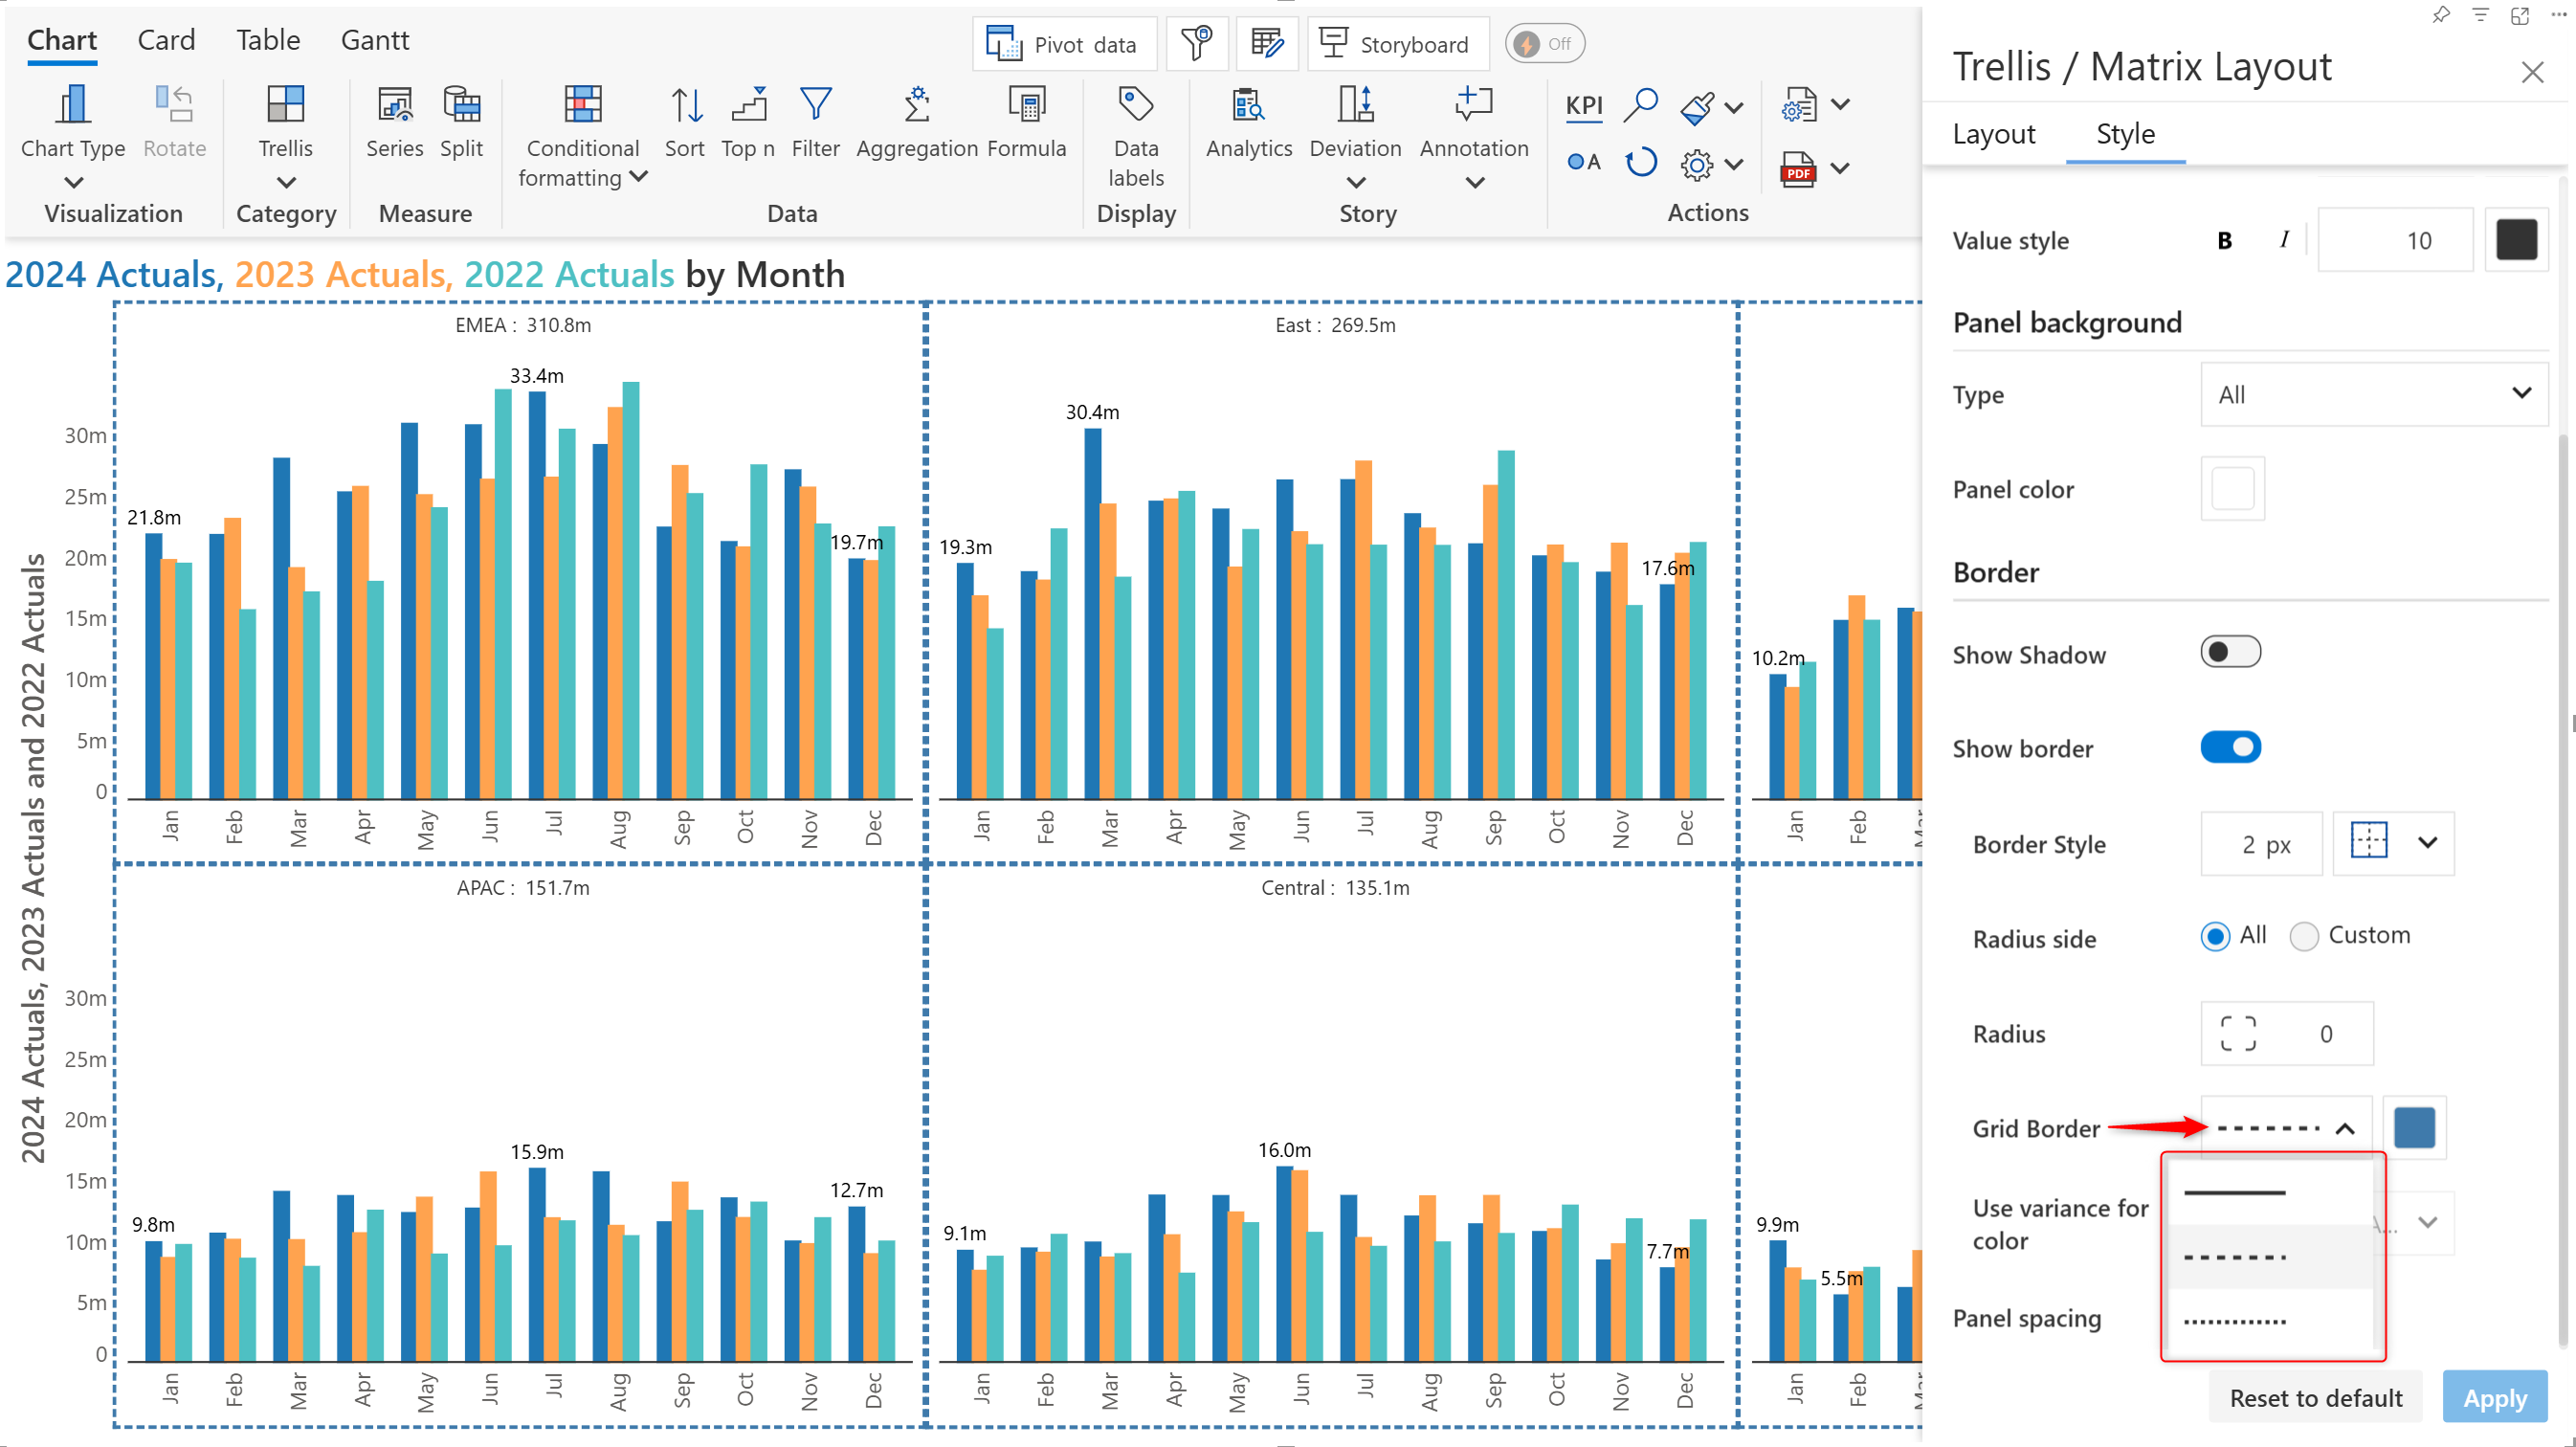 Chart Card Table Gantt
Pivot data
Storyboard
Off
Chart Type
Rotate
Visualization
Trellis
Category
Series
Split
Measure
Conditional
formatting
Sort
Top n
Filter
Aggregation
Formula
Data
Data
labels
Display
Analytics
Deviation
Annotation
Story
KPI
A
PDF
Actions
2024 Actuals, 2023 Actuals, 2022 Actuals by Month
2024 Actuals, 2023 Actuals and 2022 Actuals
EMEA : 310.8m
30m
25m
20m
15m
10m
5m
0
21.8m
33.4m
19.7m
Jan Feb Mar Apr May Jun Jul Aug Sep Oct Nov Dec
East : 269.5m
19.3m
30.4m
17.6m
Jan Feb Mar Apr May Jun Jul Aug Sep Oct Nov Dec
10.2m
Jan Feb
APAC : 151.7m
30m
25m
20m
15m
10m
5m
0
9.8m
15.9m
12.7m
Jan Feb Mar Apr May Jun Jul Aug Sep Oct Nov Dec
Central : 135.1m
9.1m
16.0m
7.7m
Jan Feb Mar Apr May Jun Jul Aug Sep Oct Nov Dec
9.9m
5.5m
Jan Feb
Trellis / Matrix Layout
Layout Style
Value style B I 10
Panel background
Type All
Panel color
Border
Show Shadow
Show border
Border Style 2 px
Radius side All Custom
Radius 0
Grid Border
Use variance for
color
A...
Panel spacing
Reset to default Apply